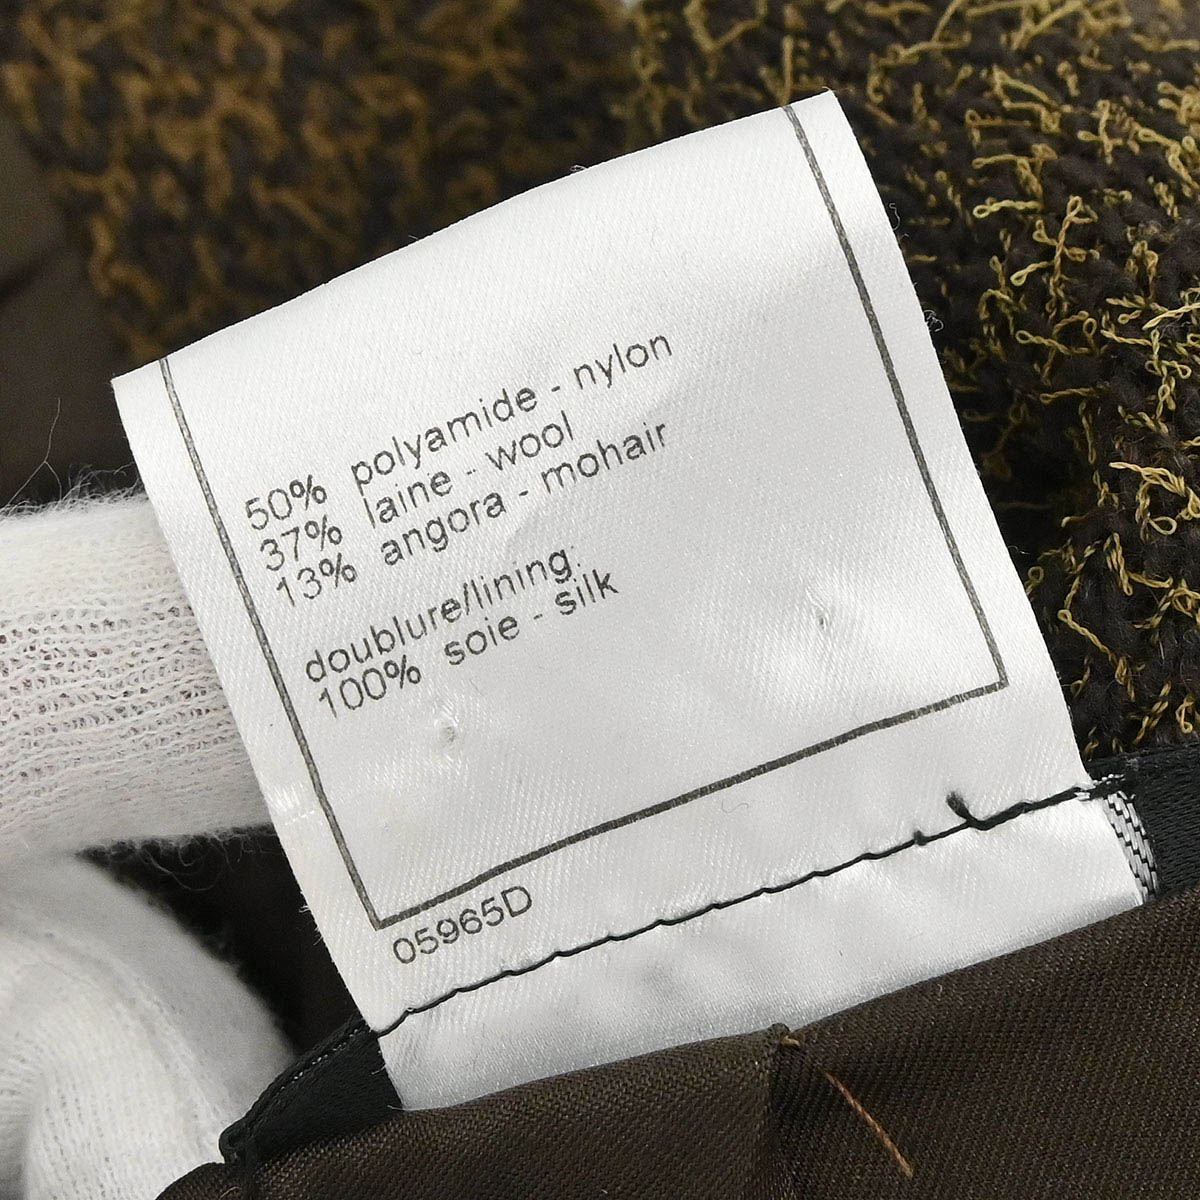 50% polyamide - nylon
37% laine - wool
13% angora - mohair
doublure/lining:
100% soie - silk
05965D